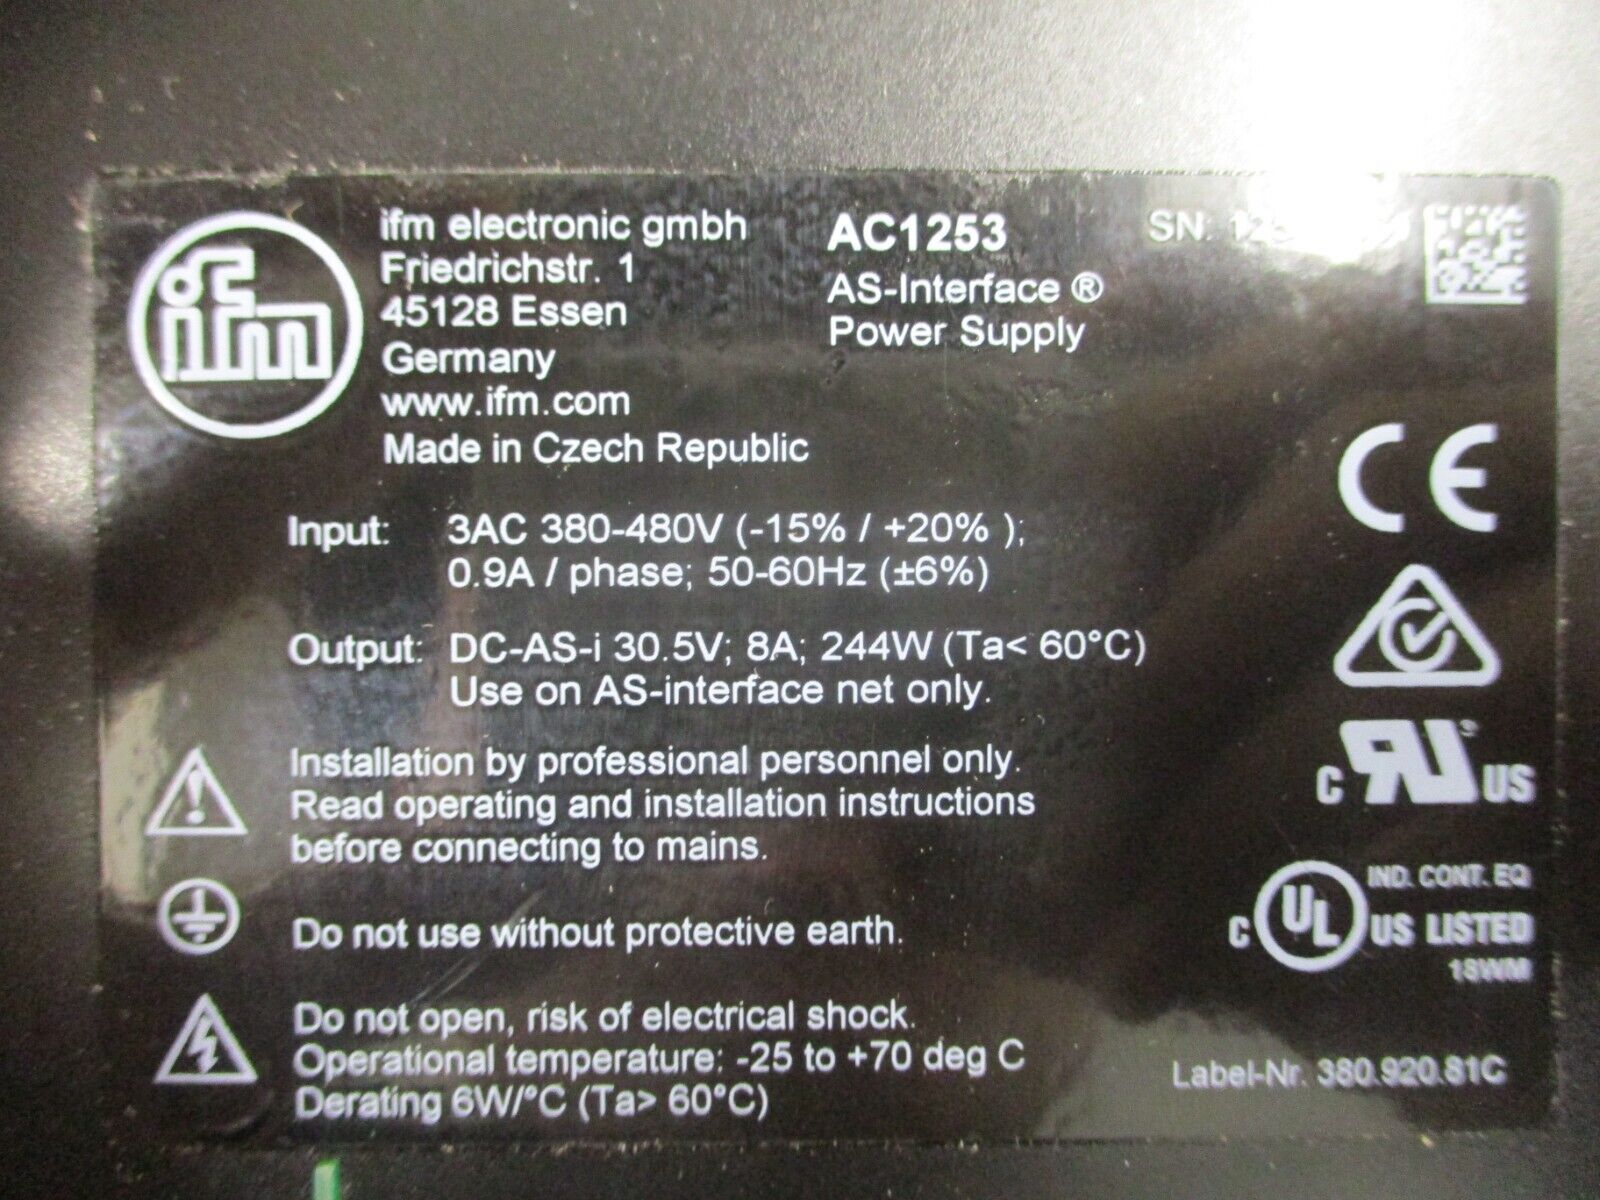 ifm
ifm electronic gmbh
Friedrichstr. 1
45128 Essen
Germany
www.ifm.com
Made in Czech Republic
AC1253
AS-Interface ®
Power Supply
SN:
CE
Input: 3AC 380-480V (-15% / +20% );
0.9A / phase; 50-60Hz (±6%)
Output: DC-AS-i 30.5V; 8A; 244W (Ta< 60°C)
Use on AS-interface net only.
Installation by professional personnel only.
Read operating and installation instructions
before connecting to mains.
C RU US
Do not use without protective earth.
IND. CONT. EQ
C UL US LISTED
18WM
Do not open, risk of electrical shock.
Operational temperature: -25 to +70 deg C
Derating 6W/°C (Ta> 60°C)
Label-Nr. 380.920.81C